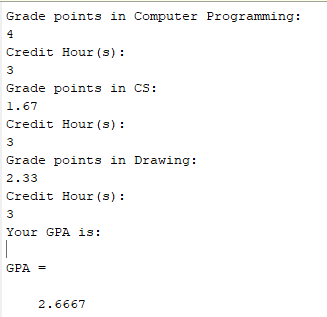 Grade points in Computer Programming:
4
Credit Hour(s):
3
Grade points in CS:
1.67
Credit Hour(s):
3
Grade points in Drawing:
2.33
Credit Hour(s):
3
Your GPA is:
GPA =
2.6667